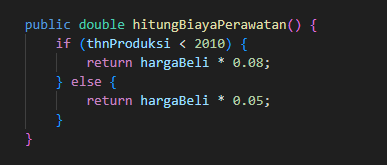 public double hitungBiayaPerawatan() {
    if (thnProduksi < 2010) {
        return hargaBeli * 0.08;
    } else {
        return hargaBeli * 0.05;
    }
}